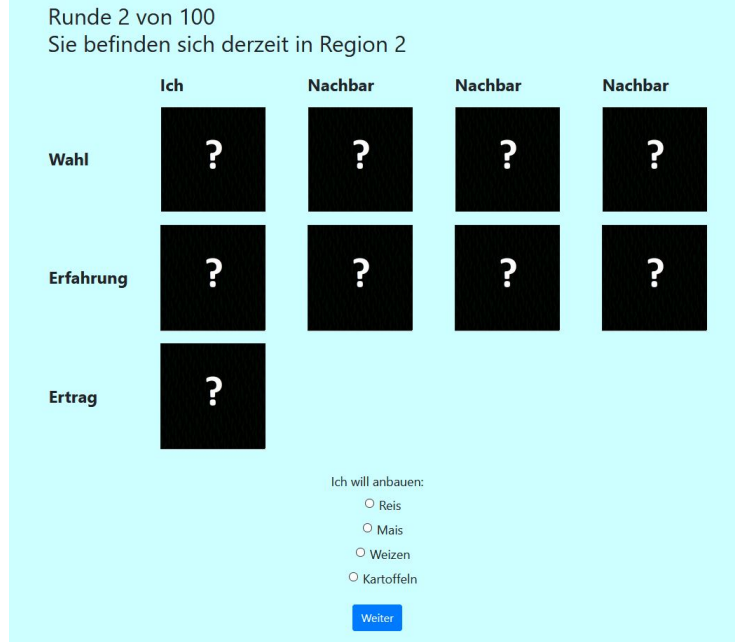 Runde 2 von 100
Sie befinden sich derzeit in Region 2
Ich Nachbar Nachbar Nachbar
Wahl ? ? ? ?
Erfahrung ? ? ? ?
Ertrag ?
Ich will anbauen:
Reis
Mais
Weizen
Kartoffeln
Weiter